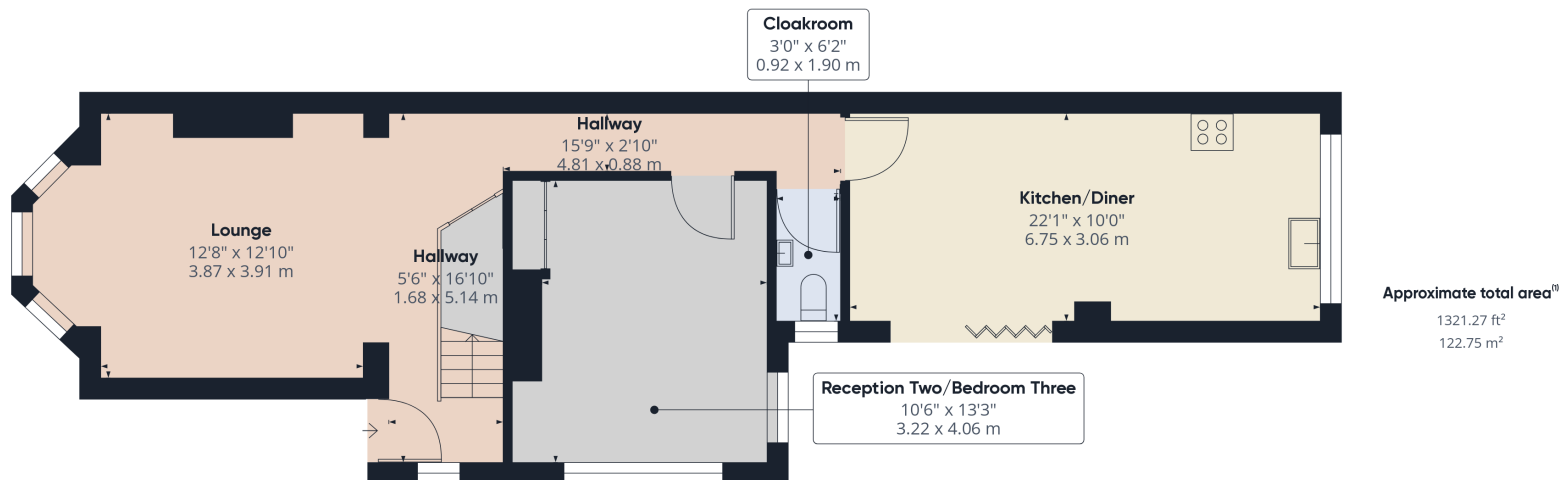 Cloakroom
3'0" x 6'2"
0.92 x 1.90 m
Hallway
15'9" x 2'10"
4.81 x 0.88 m
Kitchen/Diner
22'1" x 10'0"
6.75 x 3.06 m
Lounge
12'8" x 12'10"
3.87 x 3.91 m
Hallway
5'6" x 16'10"
1.68 x 5.14 m
Approximate total area(1)
1321.27 ft²
122.75 m²
Reception Two/Bedroom Three
10'6" x 13'3"
3.22 x 4.06 m